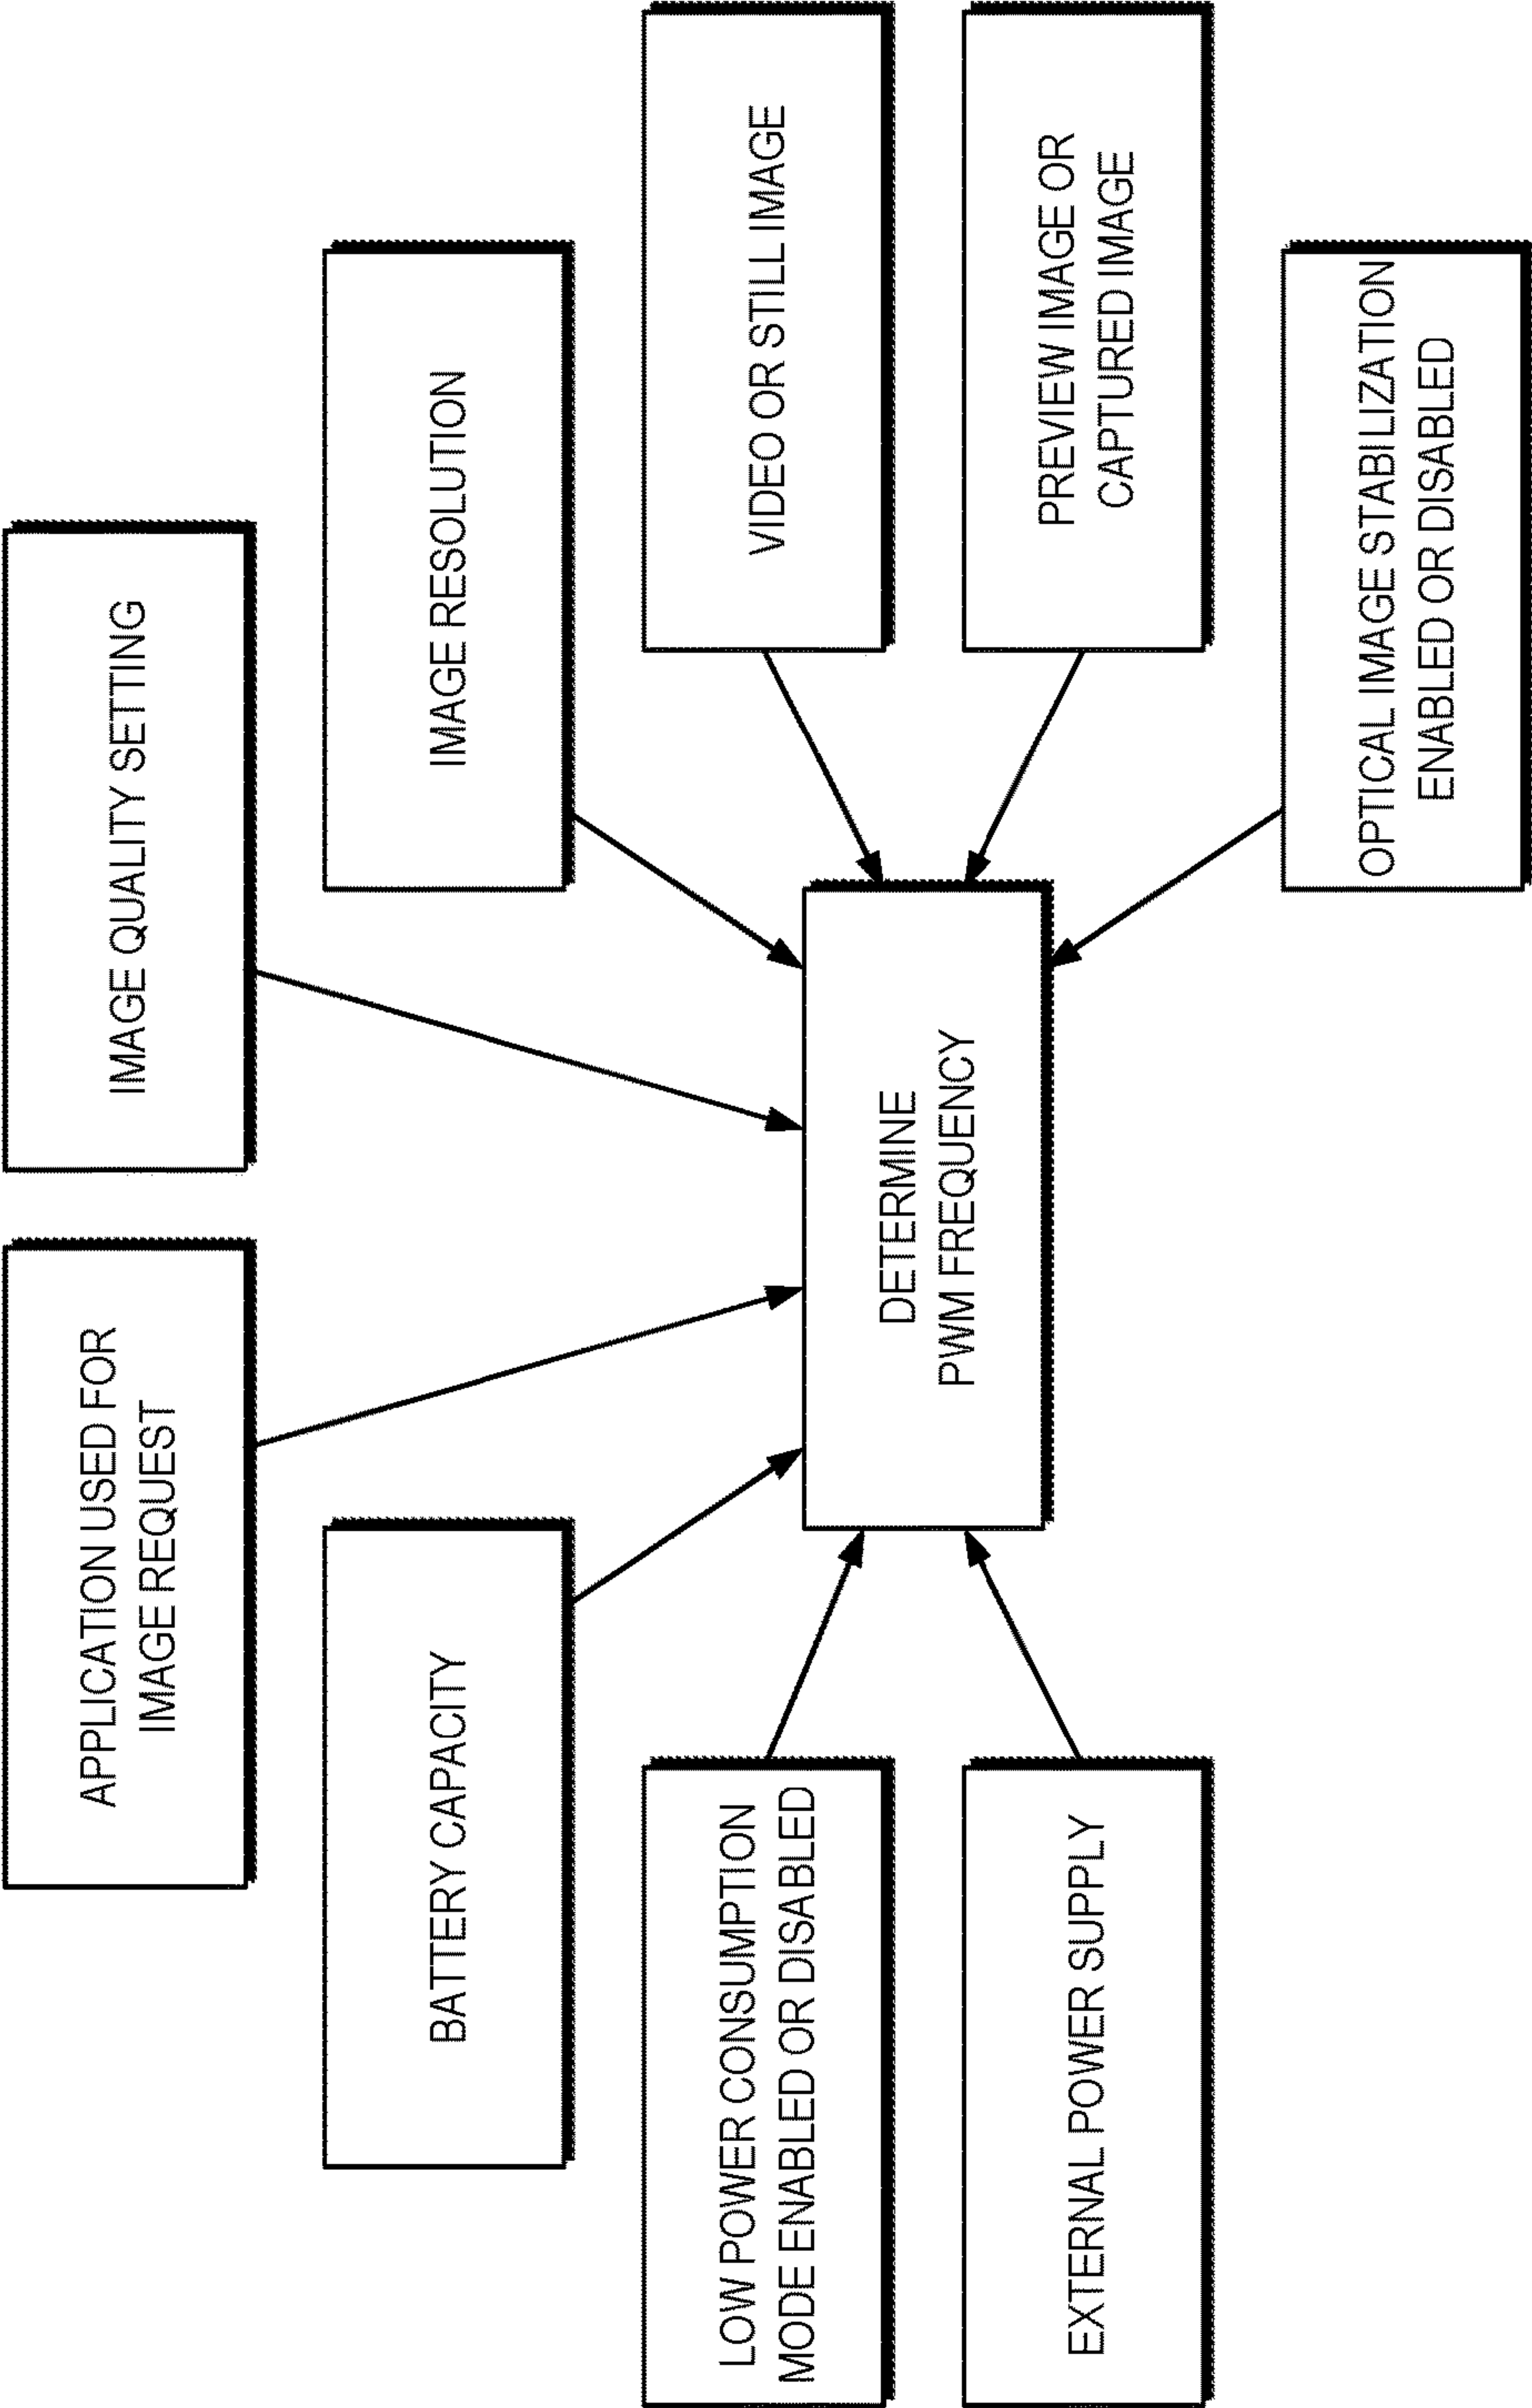 APPLICATION USED FOR
IMAGE REQUEST
IMAGE QUALITY SETTING
BATTERY CAPACITY
IMAGE RESOLUTION
LOW POWER CONSUMPTION
MODE ENABLED OR DISABLED
VIDEO OR STILL IMAGE
DETERMINE
PWM FREQUENCY
EXTERNAL POWER SUPPLY
PREVIEW IMAGE OR
CAPTURED IMAGE
OPTICAL IMAGE STABILIZATION
ENABLED OR DISABLED